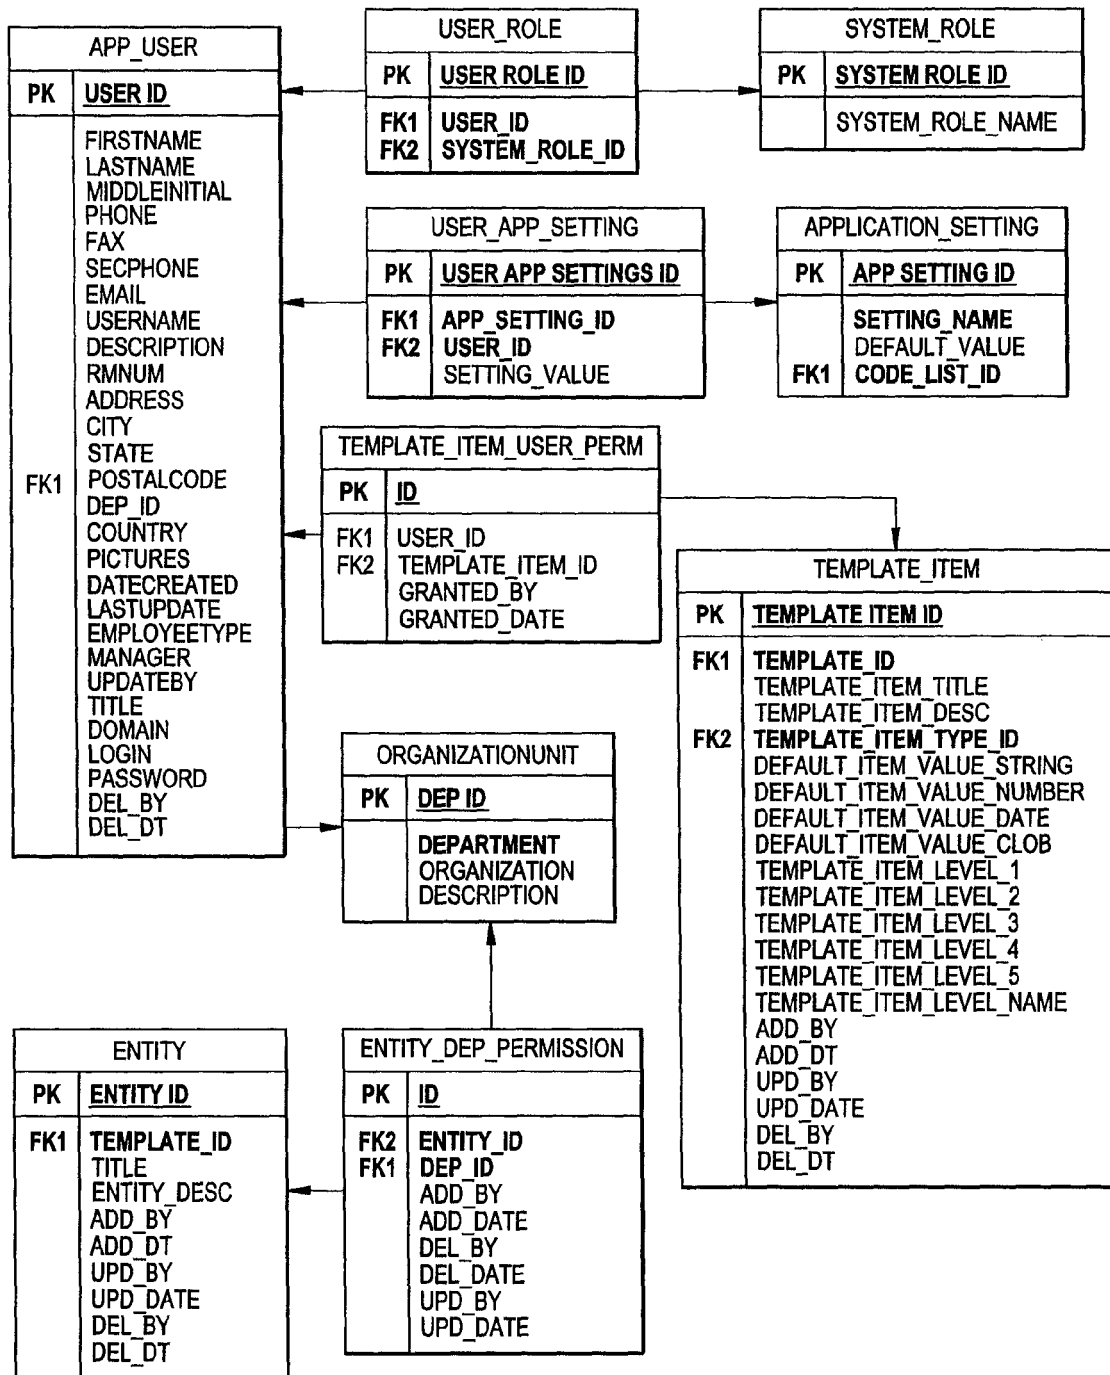 APP_USER
PK USER ID
FIRSTNAME
LASTNAME
MIDDLEINITIAL
PHONE
FAX
SECPHONE
EMAIL
USERNAME
DESCRIPTION
RMNUM
ADDRESS
CITY
STATE
FK1 POSTALCODE
DEP_ID
COUNTRY
PICTURES
DATECREATED
LASTUPDATE
EMPLOYEETYPE
MANAGER
UPDATEBY
TITLE
DOMAIN
LOGIN
PASSWORD
DEL_BY
DEL_DT
USER_ROLE
PK USER ROLE ID
FK1 USER_ID
FK2 SYSTEM_ROLE_ID
SYSTEM_ROLE
PK SYSTEM ROLE ID
SYSTEM_ROLE_NAME
USER_APP_SETTING
PK USER APP SETTINGS ID
FK1 APP_SETTING_ID
FK2 USER_ID
SETTING_VALUE
APPLICATION_SETTING
PK APP SETTING ID
SETTING_NAME
DEFAULT_VALUE
FK1 CODE_LIST_ID
TEMPLATE_ITEM_USER_PERM
PK ID
FK1 USER_ID
FK2 TEMPLATE_ITEM_ID
GRANTED_BY
GRANTED_DATE
TEMPLATE_ITEM
PK TEMPLATE ITEM ID
FK1 TEMPLATE_ID
TEMPLATE_ITEM_TITLE
TEMPLATE_ITEM_DESC
FK2 TEMPLATE_ITEM_TYPE_ID
DEFAULT_ITEM_VALUE_STRING
DEFAULT_ITEM_VALUE_NUMBER
DEFAULT_ITEM_VALUE_DATE
DEFAULT_ITEM_VALUE_CLOB
TEMPLATE_ITEM_LEVEL_1
TEMPLATE_ITEM_LEVEL_2
TEMPLATE_ITEM_LEVEL_3
TEMPLATE_ITEM_LEVEL_4
TEMPLATE_ITEM_LEVEL_5
TEMPLATE_ITEM_LEVEL_NAME
ADD_BY
ADD_DT
UPD_BY
UPD_DATE
DEL_BY
DEL_DT
ORGANIZATIONUNIT
PK DEP ID
DEPARTMENT
ORGANIZATION
DESCRIPTION
ENTITY
PK ENTITY ID
FK1 TEMPLATE_ID
TITLE
ENTITY_DESC
ADD_BY
ADD_DT
UPD_BY
UPD_DATE
DEL_BY
DEL_DT
ENTITY_DEP_PERMISSION
PK ID
FK2 ENTITY_ID
FK1 DEP_ID
ADD_BY
ADD_DATE
DEL_BY
DEL_DATE
UPD_BY
UPD_DATE